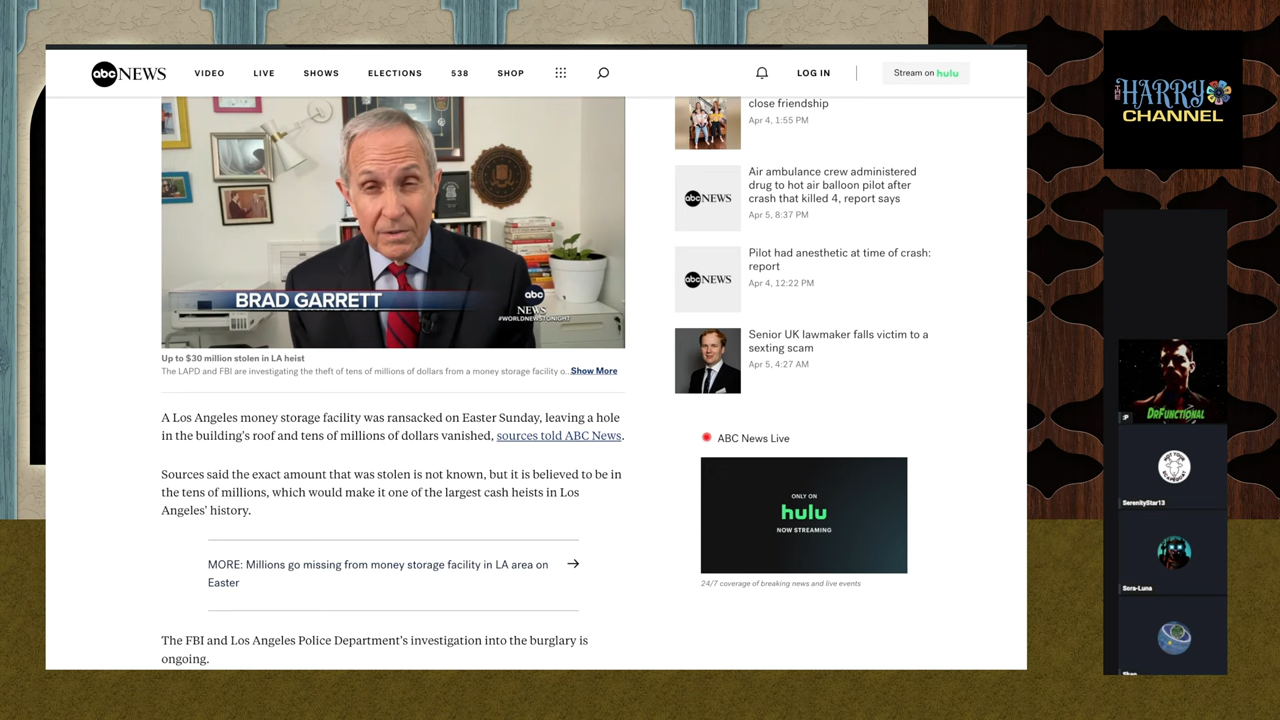 abc NEWS
VIDEO
LIVE
SHOWS
ELECTIONS
538
SHOP
LOG IN
Stream on hulu
BRAD GARRETT
abc
NEWS
#WORLDNEWSTONIGHT
Up to $30 million stolen in LA heist
The LAPD and FBI are investigating the theft of tens of millions of dollars from a money storage facility o...Show More
A Los Angeles money storage facility was ransacked on Easter Sunday, leaving a hole
in the building's roof and tens of millions of dollars vanished, sources told ABC News.
Sources said the exact amount that was stolen is not known, but it is believed to be in
the tens of millions, which would make it one of the largest cash heists in Los
Angeles' history.
MORE: Millions go missing from money storage facility in LA area on
Easter
The FBI and Los Angeles Police Department's investigation into the burglary is
ongoing.
close friendship
Apr 4, 1:55 PM
abc NEWS
Air ambulance crew administered
drug to hot air balloon pilot after
crash that killed 4, report says
Apr 5, 8:37 PM
abc NEWS
Pilot had anesthetic at time of crash:
report
Apr 4, 12:22 PM
Senior UK lawmaker falls victim to a
sexting scam
Apr 5, 4:27 AM
ABC News Live
ONLY ON
hulu
NOW STREAMING
24/7 coverage of breaking news and live events
THE HARRY
CHANNEL
DRFUNCTIONAL
SerenityStar13
Sora-Luna